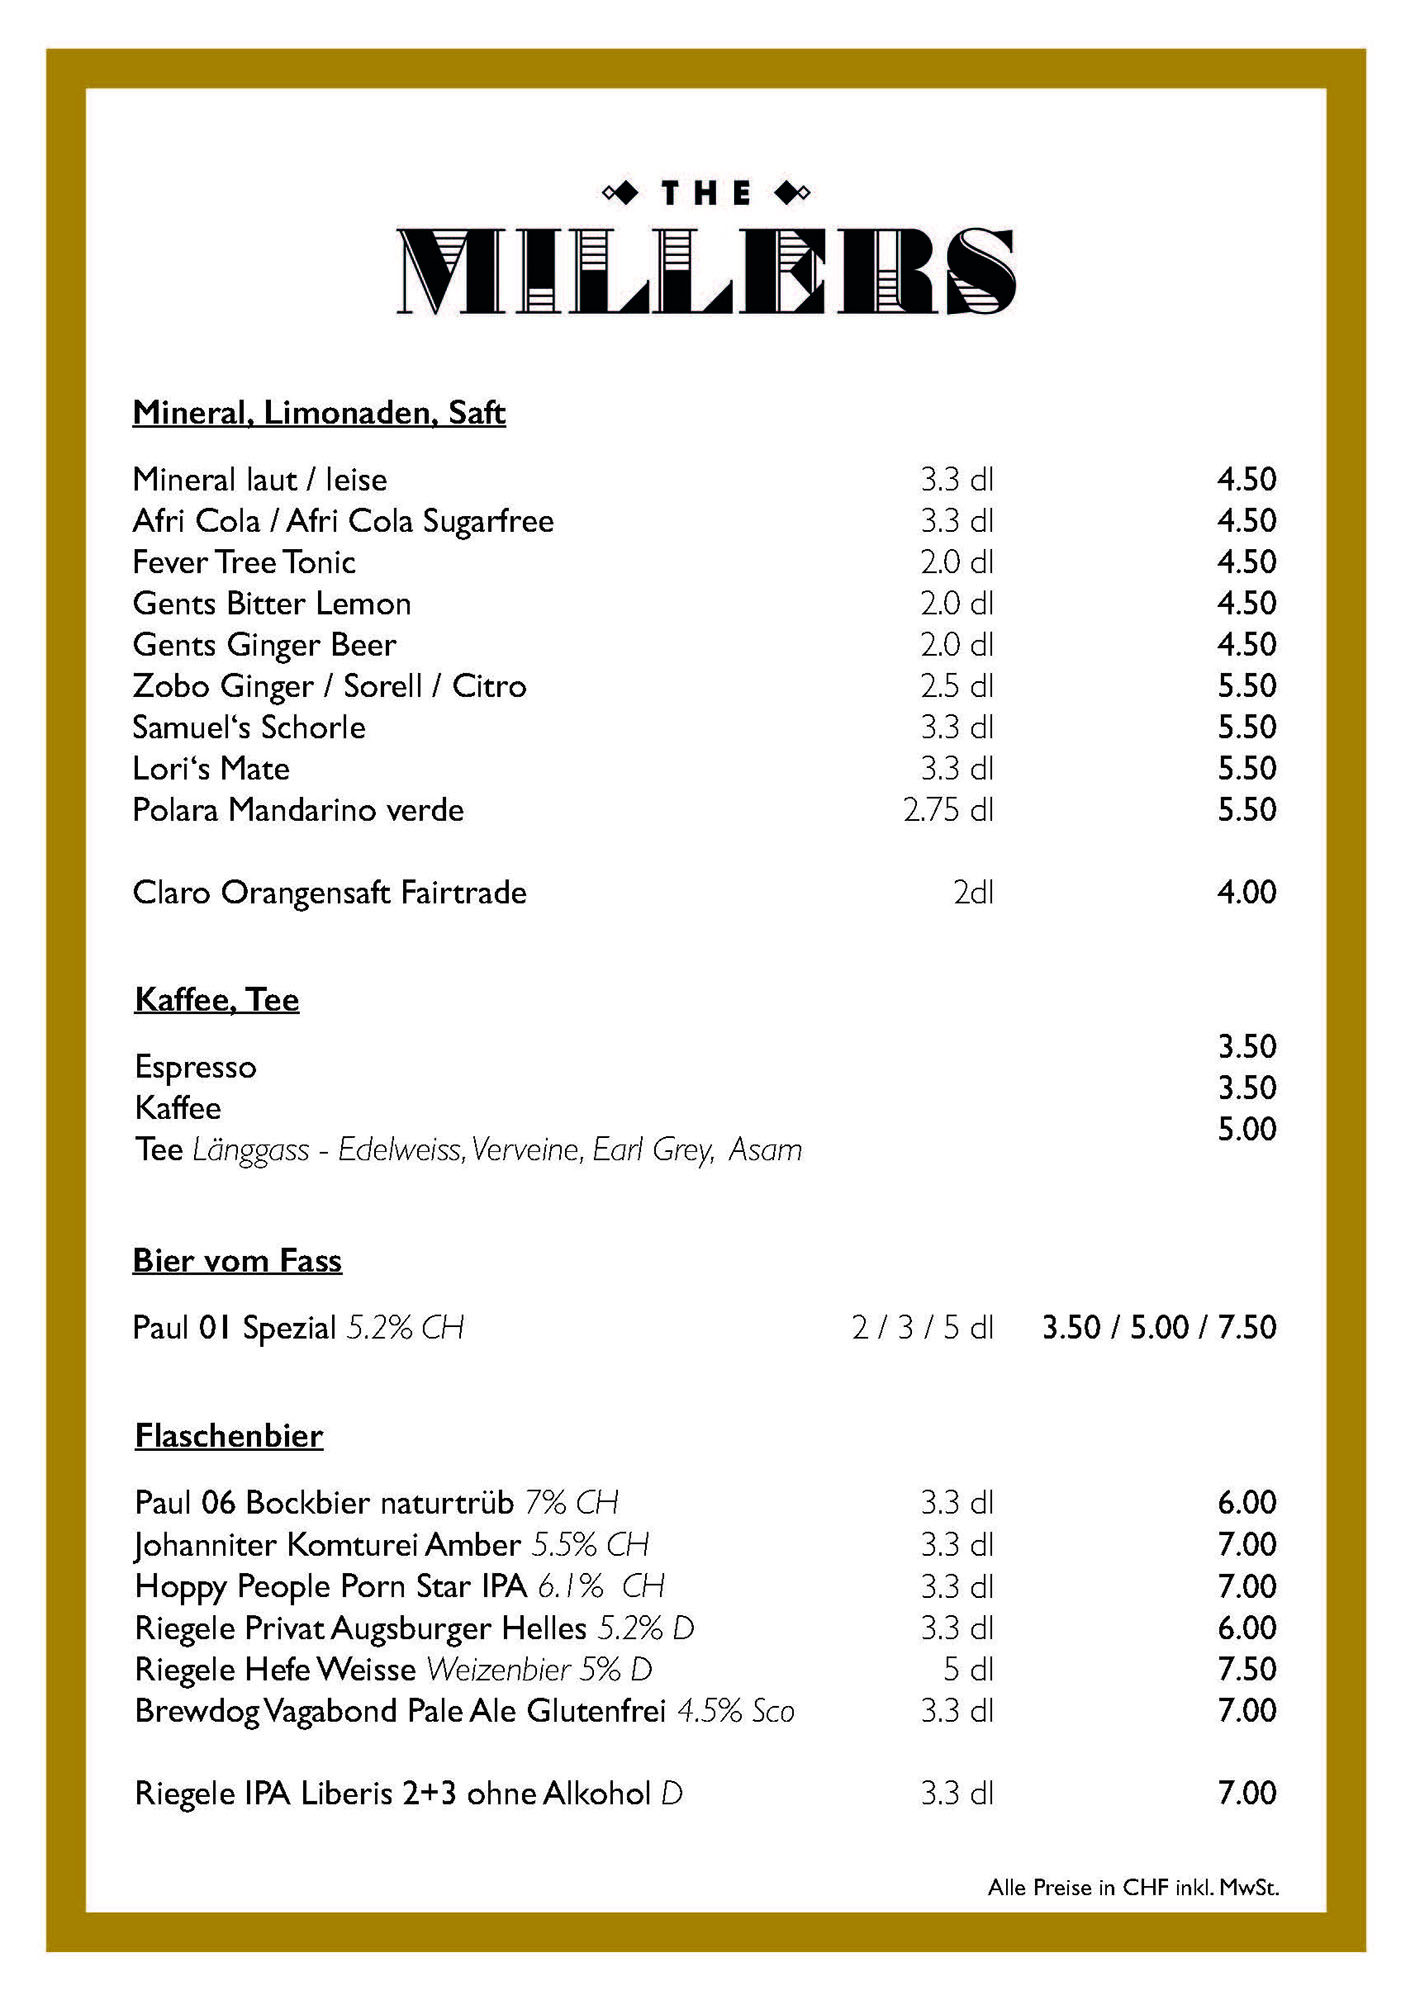 THE
MILLERS
Mineral, Limonaden, Saft
Mineral laut / leise 3.3 dl 4.50
Afri Cola / Afri Cola Sugarfree 3.3 dl 4.50
Fever Tree Tonic 2.0 dl 4.50
Gents Bitter Lemon 2.0 dl 4.50
Gents Ginger Beer 2.0 dl 4.50
Zobo Ginger / Sorell / Citro 2.5 dl 5.50
Samuel‘s Schorle 3.3 dl 5.50
Lori‘s Mate 3.3 dl 5.50
Polara Mandarino verde 2.75 dl 5.50
Claro Orangensaft Fairtrade 2dl 4.00
Kaffee, Tee
Espresso 3.50
Kaffee 3.50
Tee Länggass - Edelweiss, Verveine, Earl Grey, Asam 5.00
Bier vom Fass
Paul 01 Spezial 5.2% CH 2 / 3 / 5 dl 3.50 / 5.00 / 7.50
Flaschenbier
Paul 06 Bockbier naturtrüb 7% CH 3.3 dl 6.00
Johanniter Komturei Amber 5.5% CH 3.3 dl 7.00
Hoppy People Porn Star IPA 6.1% CH 3.3 dl 7.00
Riegele Privat Augsburger Helles 5.2% D 3.3 dl 6.00
Riegele Hefe Weisse Weizenbier 5% D 5 dl 7.50
Brewdog Vagabond Pale Ale Glutenfrei 4.5% Sco 3.3 dl 7.00
Riegele IPA Liberis 2+3 ohne Alkohol D 3.3 dl 7.00
Alle Preise in CHF inkl. MwSt.